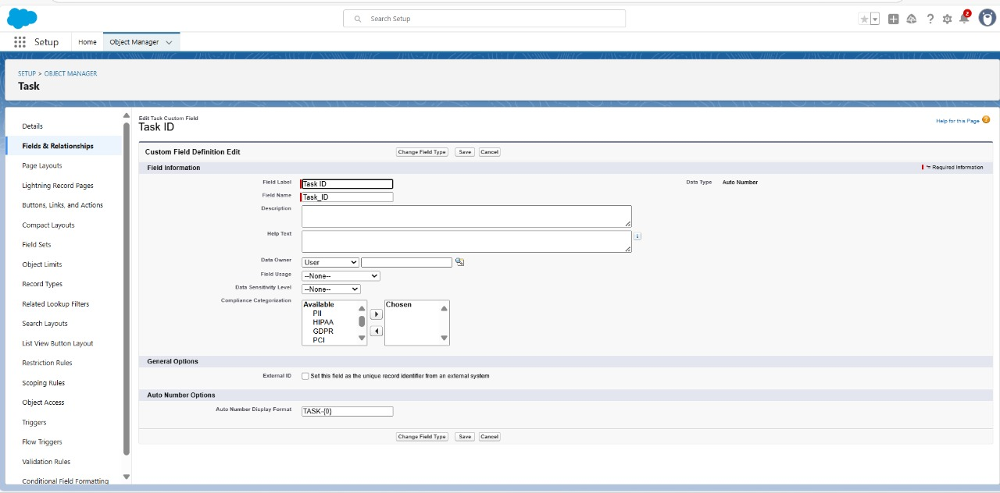 Search Setup
2
Setup
Home
Object Manager
SETUP > OBJECT MANAGER
Task
Details
Fields & Relationships
Page Layouts
Lightning Record Pages
Buttons, Links, and Actions
Compact Layouts
Field Sets
Object Limits
Record Types
Related Lookup Filters
Search Layouts
List View Button Layout
Restriction Rules
Scoping Rules
Object Access
Triggers
Flow Triggers
Validation Rules
Conditional Field Formatting
Edit Task Custom Field
Task ID
Help for this Page ?
Custom Field Definition Edit
Change Field Type Save Cancel
Field Information
= Required Information
Field Label Task ID
Data Type Auto Number
Field Name Task_ID
Description
Help Text
i
Data Owner User
Field Usage --None--
Data Sensitivity Level --None--
Compliance Categorization
Available
PII
HIPAA
GDPR
PCI
Chosen
General Options
External ID Set this field as the unique record identifier from an external system
Auto Number Options
Auto Number Display Format TASK-{0}
Change Field Type Save Cancel